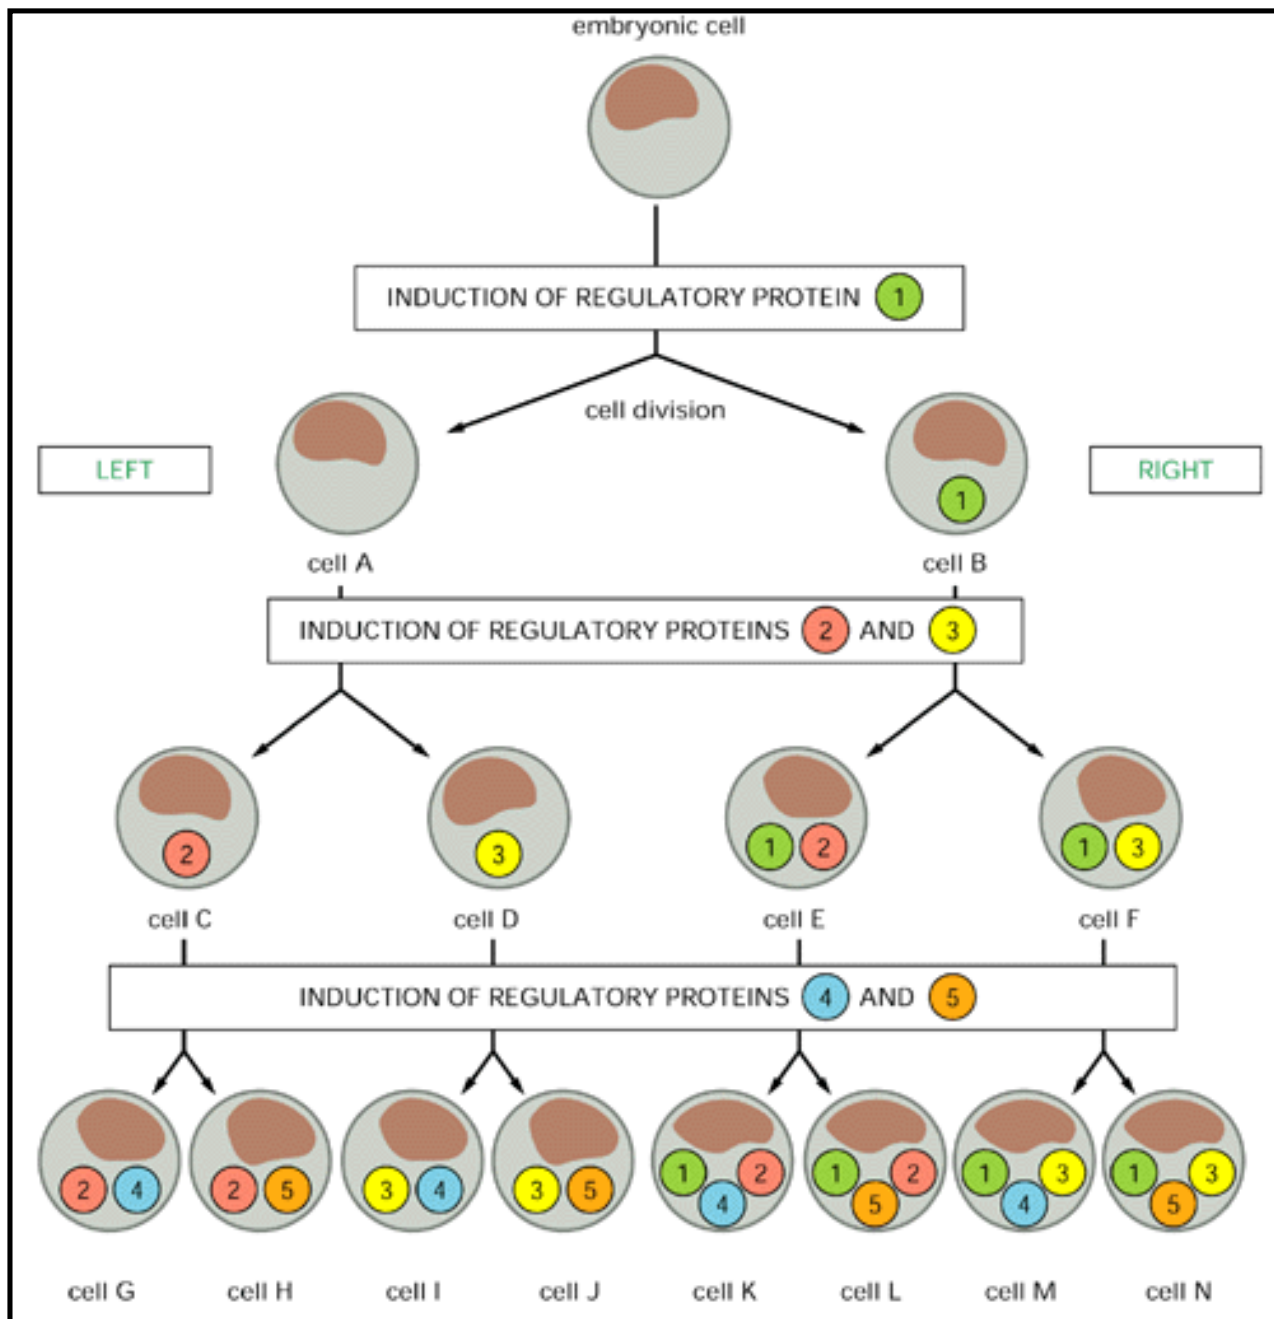 embryonic cell
INDUCTION OF REGULATORY PROTEIN 1
cell division
LEFT
RIGHT
1
cell A
cell B
INDUCTION OF REGULATORY PROTEINS 2 AND 3
2
3
1 2
1 3
cell C
cell D
cell E
cell F
INDUCTION OF REGULATORY PROTEINS 4 AND 5
2 4
2 5
3 4
3 5
1 2
4
1 2
5
1 3
4
1 3
5
cell G
cell H
cell I
cell J
cell K
cell L
cell M
cell N